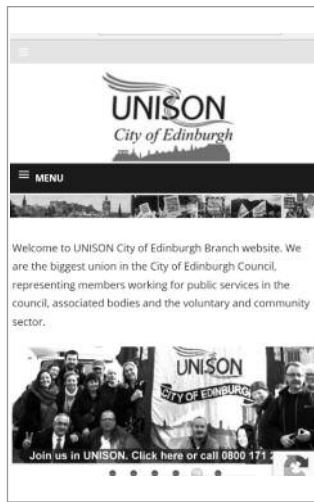 UNISON
City of Edinburgh
MENU
Welcome to UNISON City of Edinburgh Branch website. We
are the biggest union in the City of Edinburgh Council,
representing members working for public services in the
council, associated bodies and the voluntary and community
sector.
UNISON
CITY OF EDINBURGH
Join us in UNISON. Click here or call 0800 171